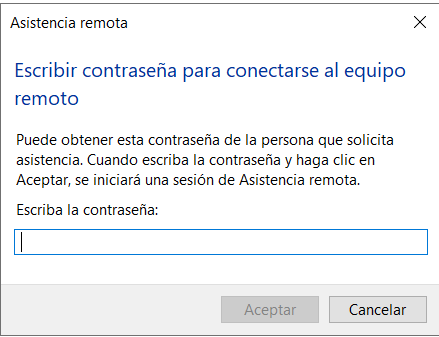 Asistencia remota
Escribir contraseña para conectarse al equipo
remoto
Puede obtener esta contraseña de la persona que solicita
asistencia. Cuando escriba la contraseña y haga clic en
Aceptar, se iniciará una sesión de Asistencia remota.
Escriba la contraseña:
Aceptar
Cancelar